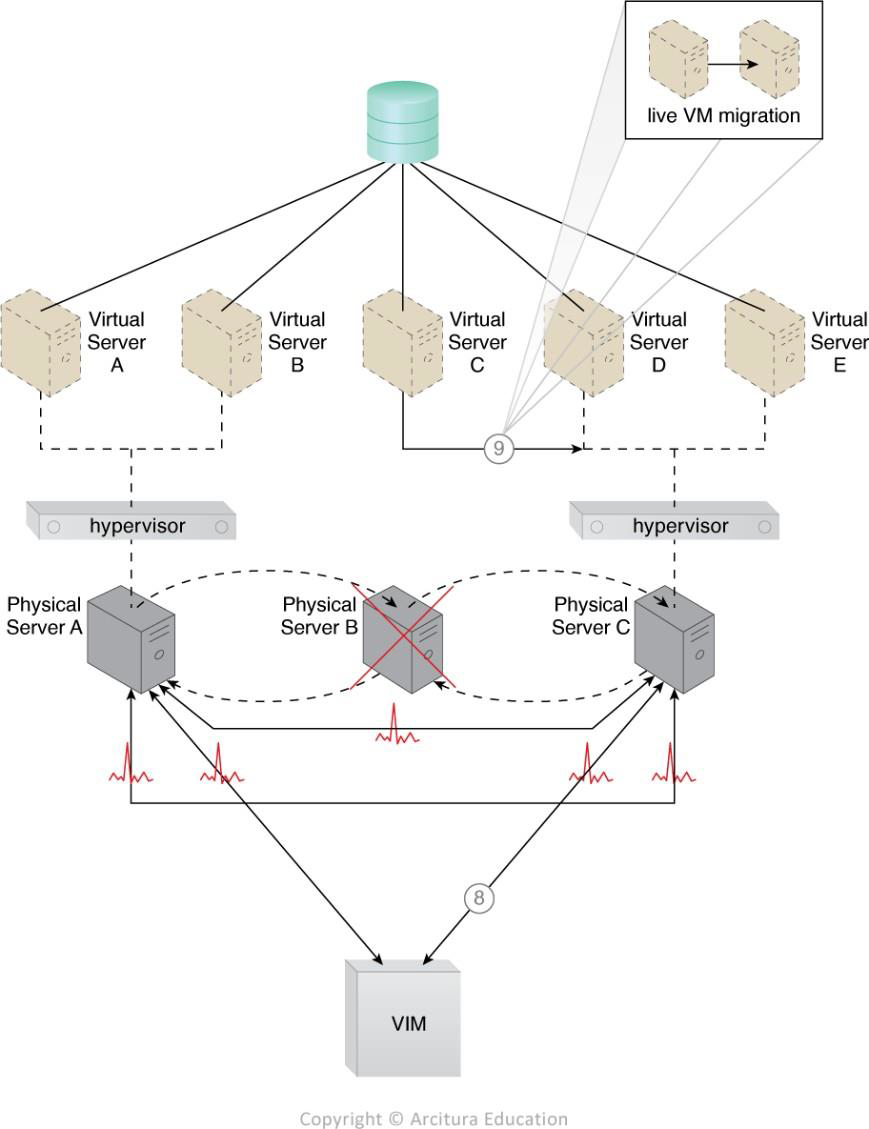 live VM migration
Virtual
Server
A
Virtual
Server
B
Virtual
Server
C
Virtual
Server
D
Virtual
Server
E
9
hypervisor
hypervisor
Physical
Server A
Physical
Server B
Physical
Server C
8
VIM
Copyright © Arcitura Education